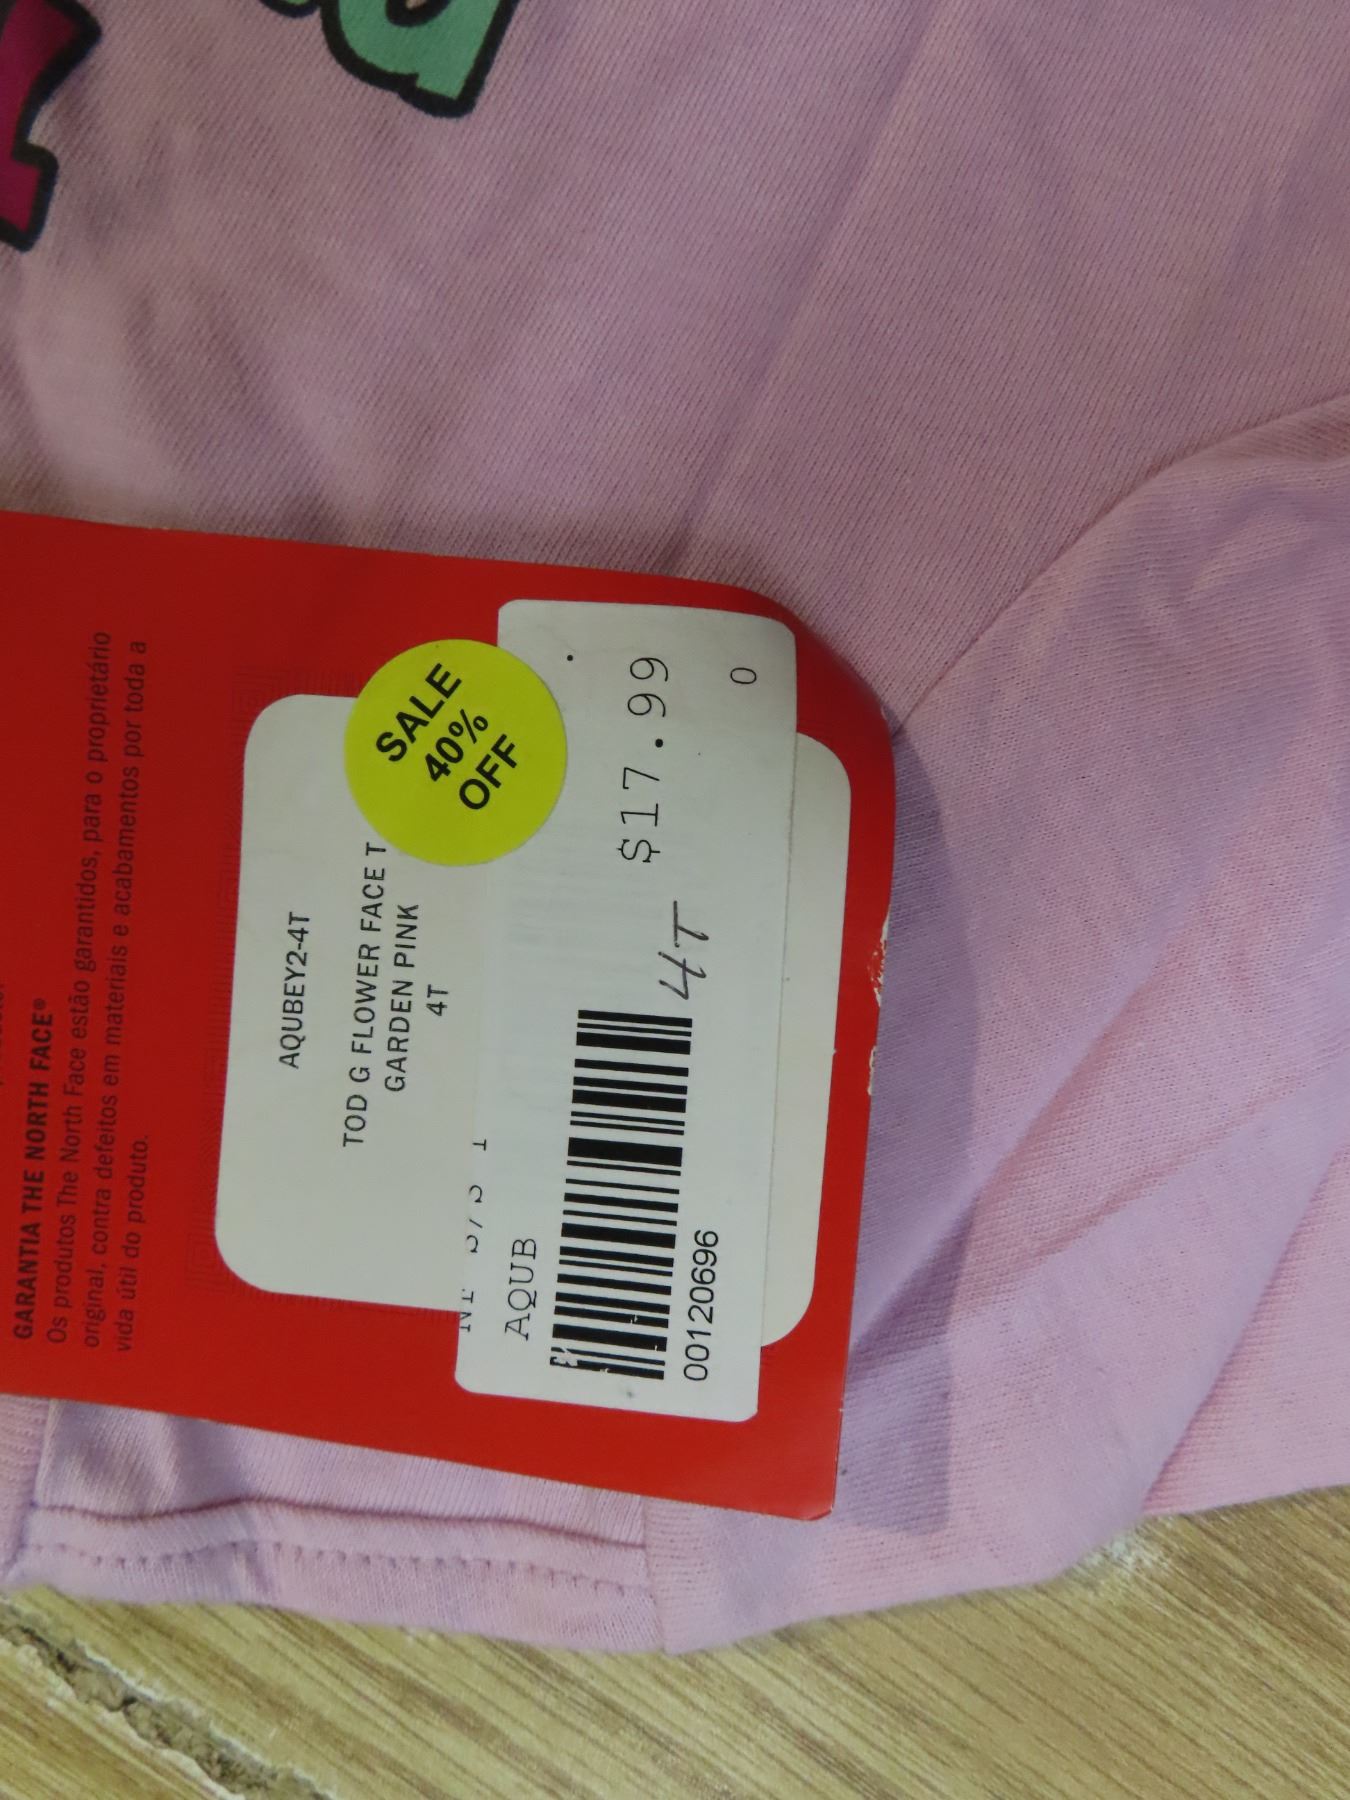 GARANTIA THE NORTH FACE®
Os produtos The North Face estão garantidos, para o proprietário
original, contra defeitos em materiais e acabamentos por toda a
vida útil do produto.
AQUBEY2-4T
TOD G FLOWER FACE T
GARDEN PINK
4T
SALE
40%
OFF
AQUB
$17.99
4T
00120696
0